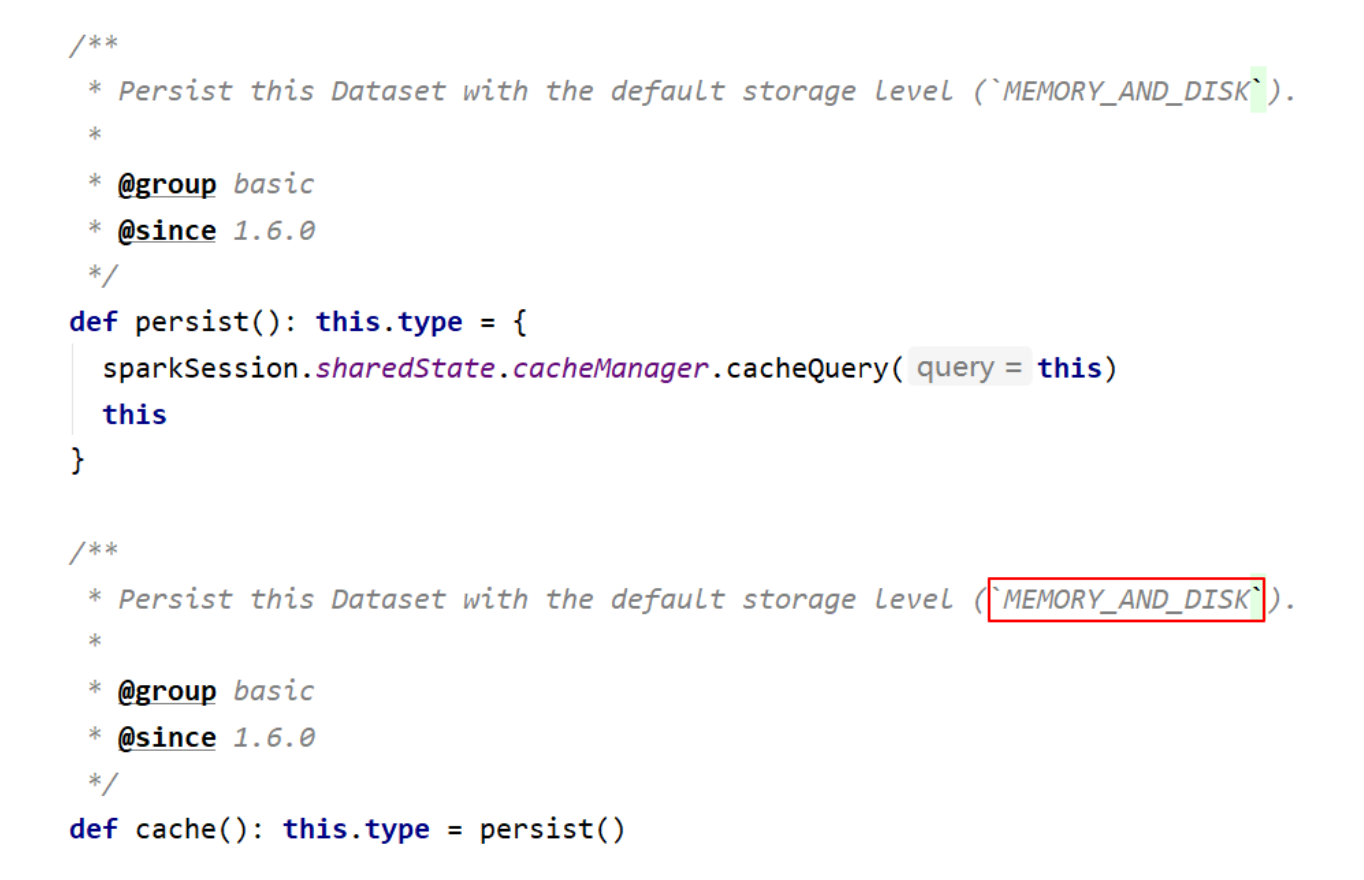 /**
* Persist this Dataset with the default storage level (`MEMORY_AND_DISK`).
*
* @group basic
* @since 1.6.0
*/
def persist(): this.type = {
sparkSession.sharedState.cacheManager.cacheQuery( query = this)
this
}
/**
* Persist this Dataset with the default storage level (`MEMORY_AND_DISK`).
*
* @group basic
* @since 1.6.0
*/
def cache(): this.type = persist()